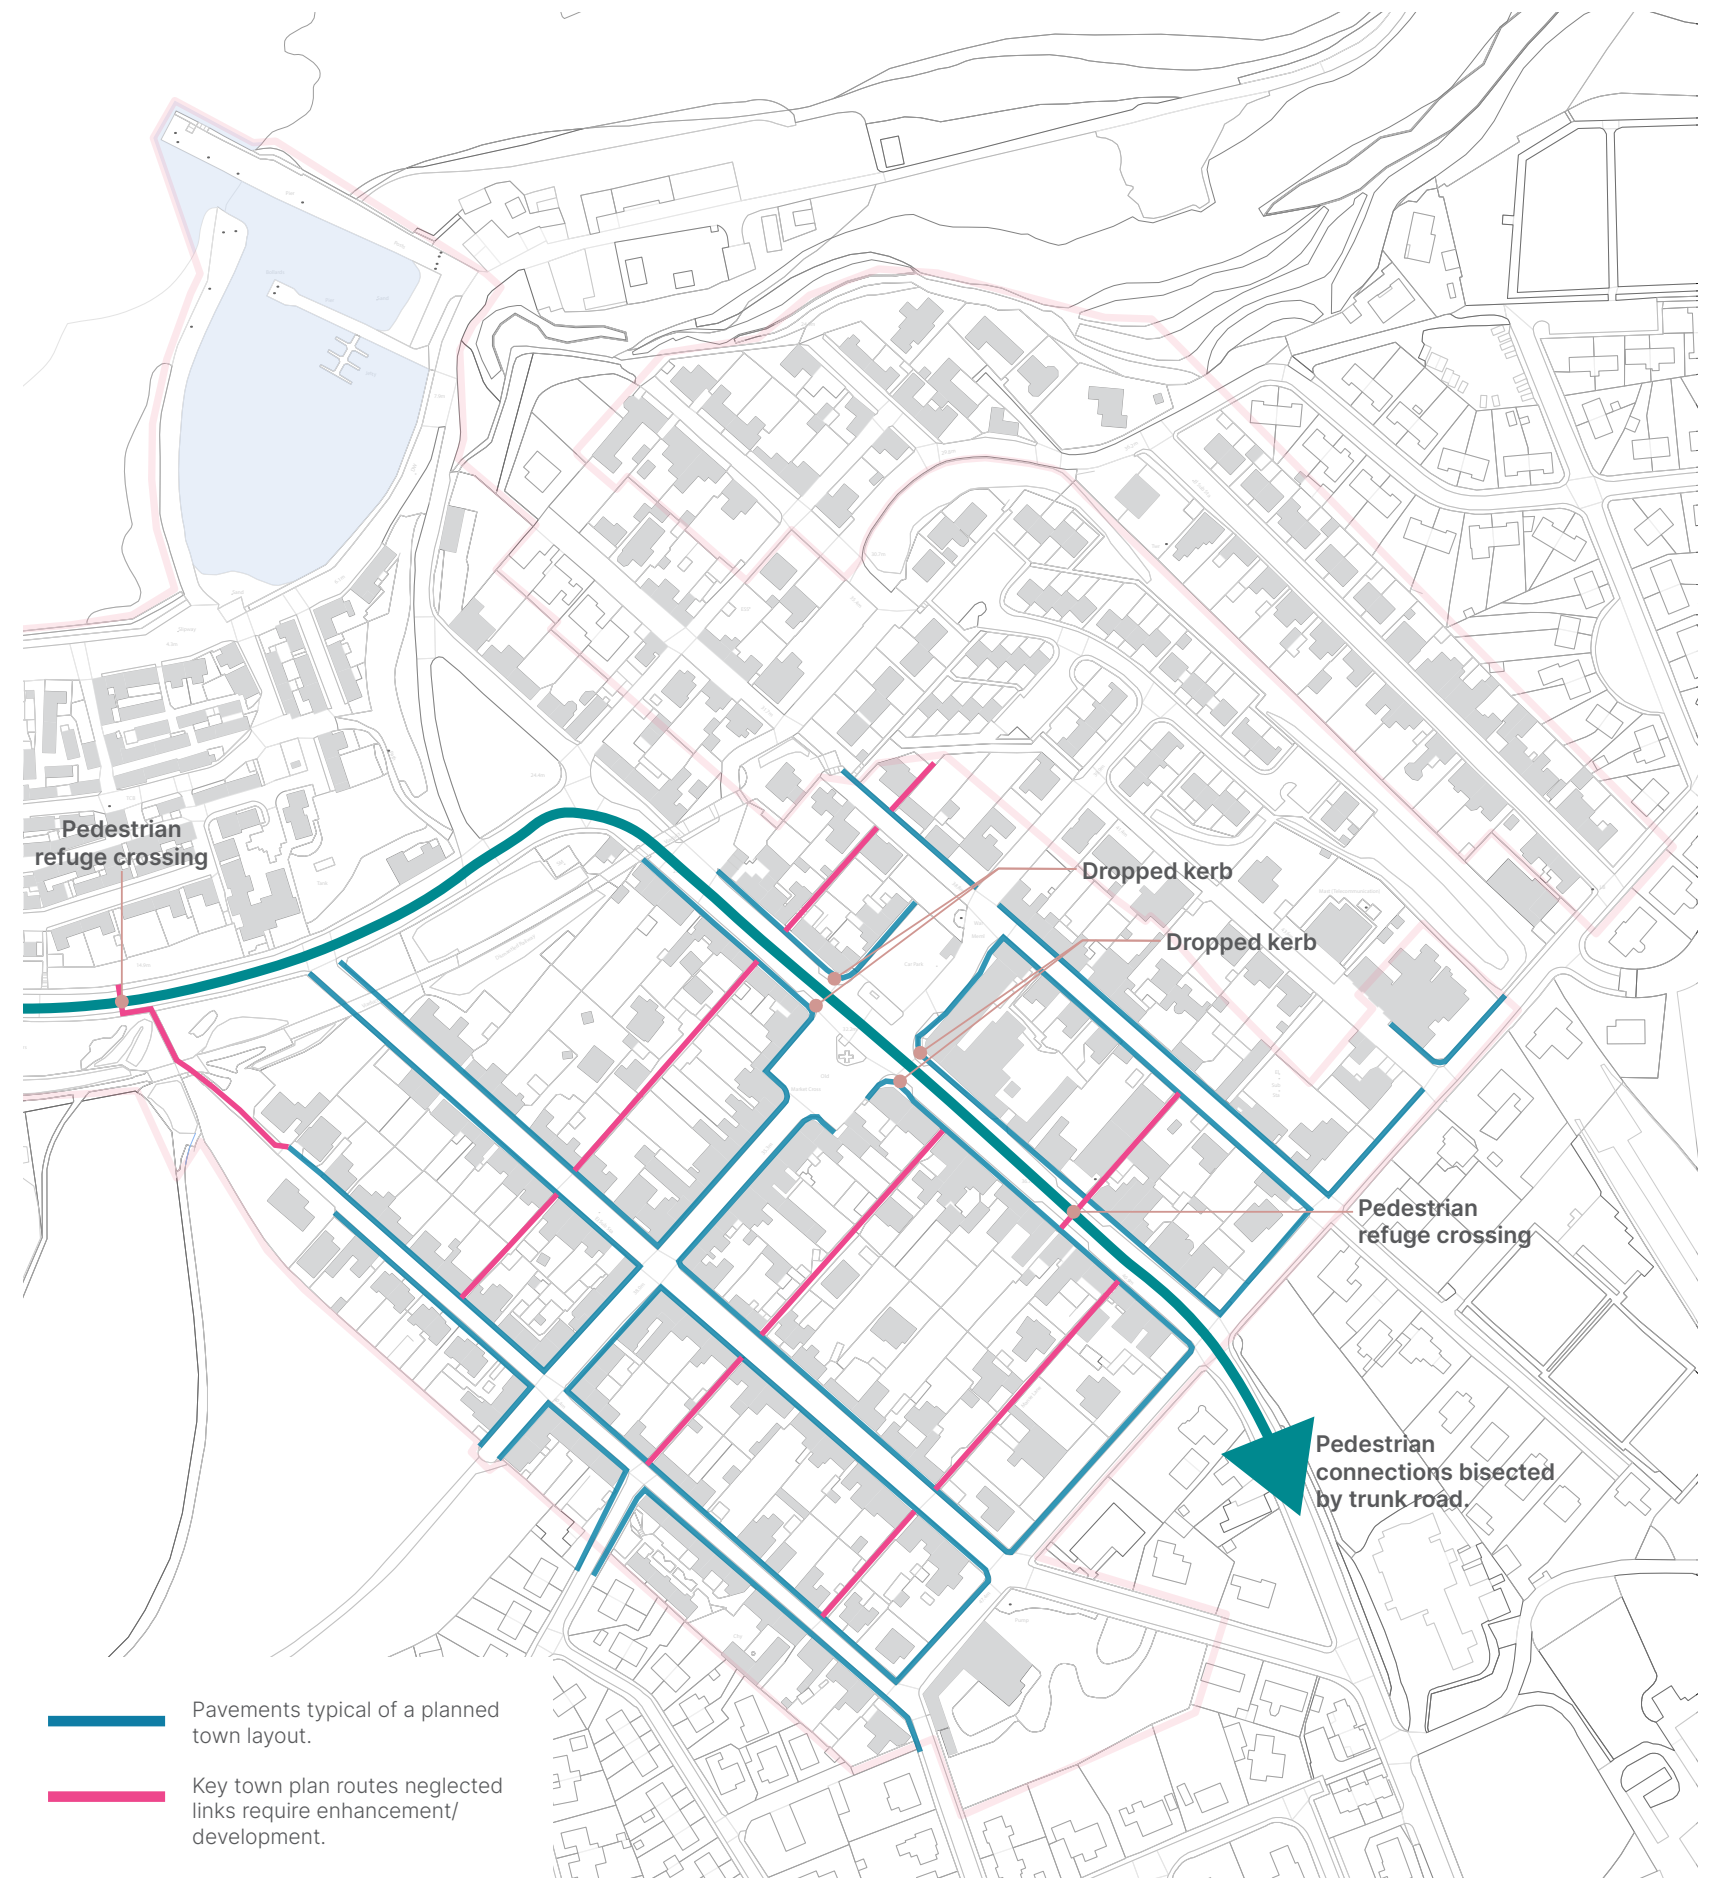 Pedestrian
refuge crossing
Dropped kerb
Dropped kerb
Pedestrian
refuge crossing
Pedestrian
connections bisected
by trunk road.
Pavements typical of a planned
town layout.
Key town plan routes neglected
links require enhancement/
development.